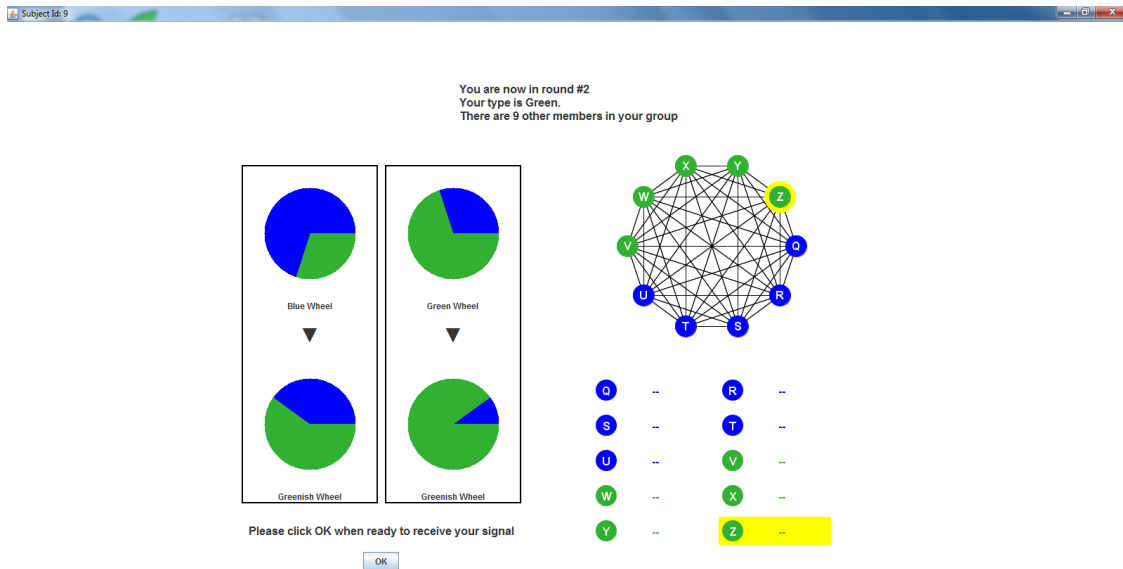 Subject Id: 9
You are now in round #2
Your type is Green.
There are 9 other members in your group
X Y
W Z
V Q
U R
T S
Blue Wheel Green Wheel
Greenish Wheel Greenish Wheel
Q -- R --
S -- T --
U -- V --
W -- X --
Y -- Z --
Please click OK when ready to receive your signal
OK